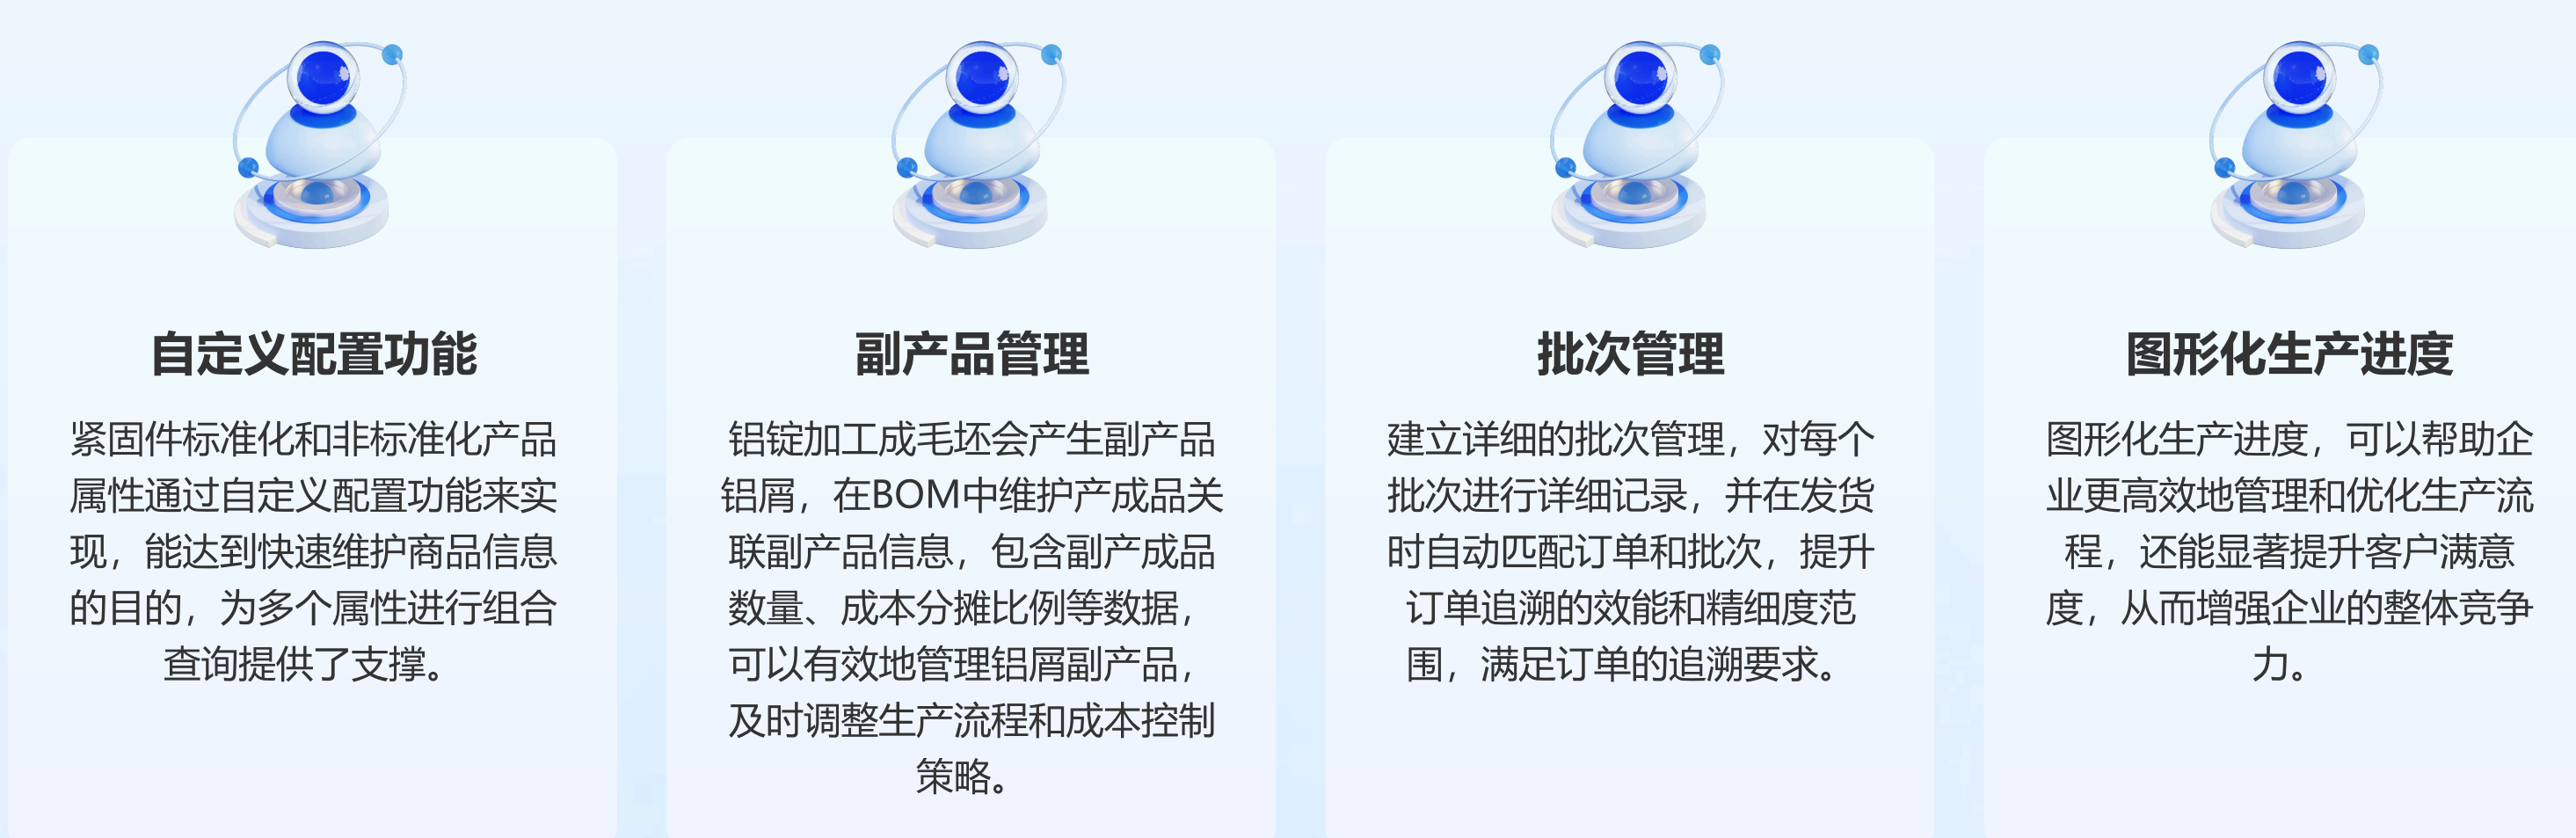 自定义配置功能
紧固件标准化和非标准化产品
属性通过自定义配置功能来实
现，能达到快速维护商品信息
的目的，为多个属性进行组合
查询提供了支撑。
副产品管理
铝锭加工成毛坯会产生副产品
铝屑，在BOM中维护产成品关
联副产品信息，包含副产成品
数量、成本分摊比例等数据，
可以有效地管理铝屑副产品，
及时调整生产流程和成本控制
策略。
批次管理
建立详细的批次管理，对每个
批次进行详细记录，并在发货
时自动匹配订单和批次，提升
订单追溯的效能和精细度范
围，满足订单的追溯要求。
图形化生产进度
图形化生产进度，可以帮助企
业更高效地管理和优化生产流
程，还能显著提升客户满意
度，从而增强企业的整体竞争
力。